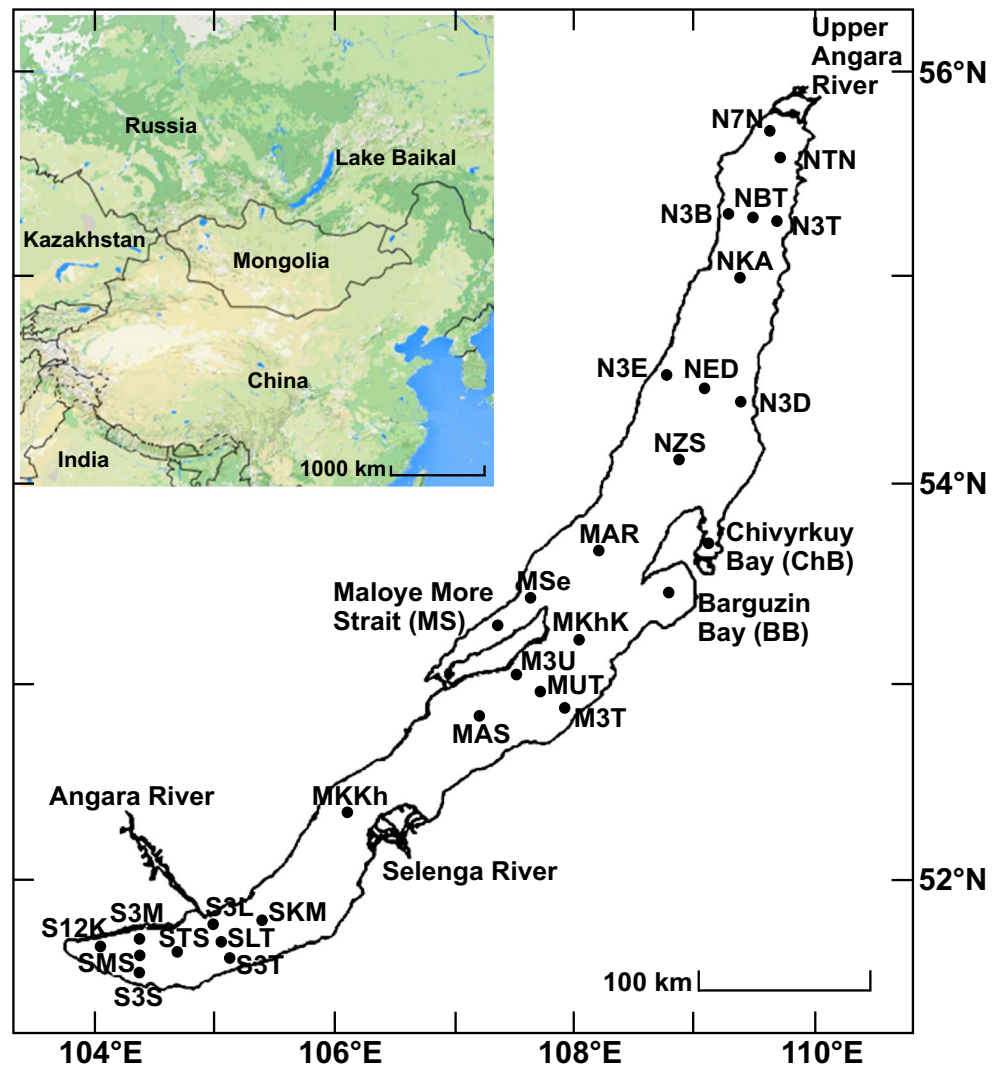 Upper
Angara
River
56°N
Russia
Lake Baikal
Kazakhstan
Mongolia
China
India
1000 km
N7N
NTN
N3B
NBT
N3T
NKA
N3E
NED
N3D
NZS
54°N
MAR
Chivyrkuy
Bay (ChB)
Maloye More
Strait (MS)
MSe
Barguzin
Bay (BB)
MKhK
M3U
MUT
M3T
MAS
MKKh
Angara River
Selenga River
52°N
S3L
SKM
S3M
S12K
STS
SLT
SMS
S3T
S3S
100 km
104°E
106°E
108°E
110°E